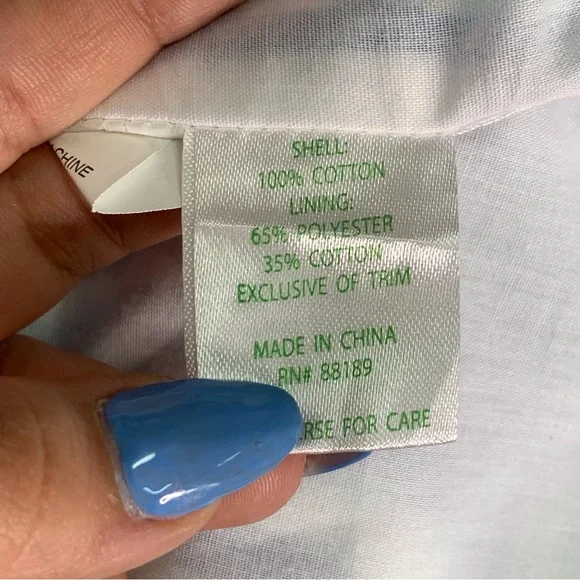 SHELL:
100% COTTON
LINING:
65% POLYESTER
35% COTTON
EXCLUSIVE OF TRIM
MADE IN CHINA
RN# 88189
FOR CARE